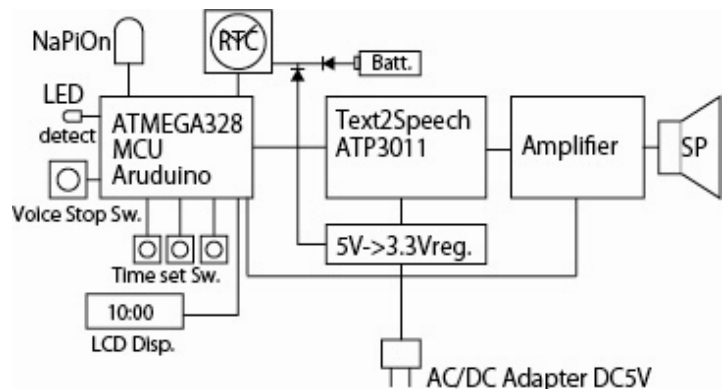 NaPiOn
RTC
Batt.
LED
detect
ATMEGA328
MCU
Aruduino
Text2Speech
ATP3011
Amplifier
SP
Voice Stop Sw.
5V->3.3Vreg.
Time set Sw.
10:00
LCD Disp.
AC/DC Adapter DC5V